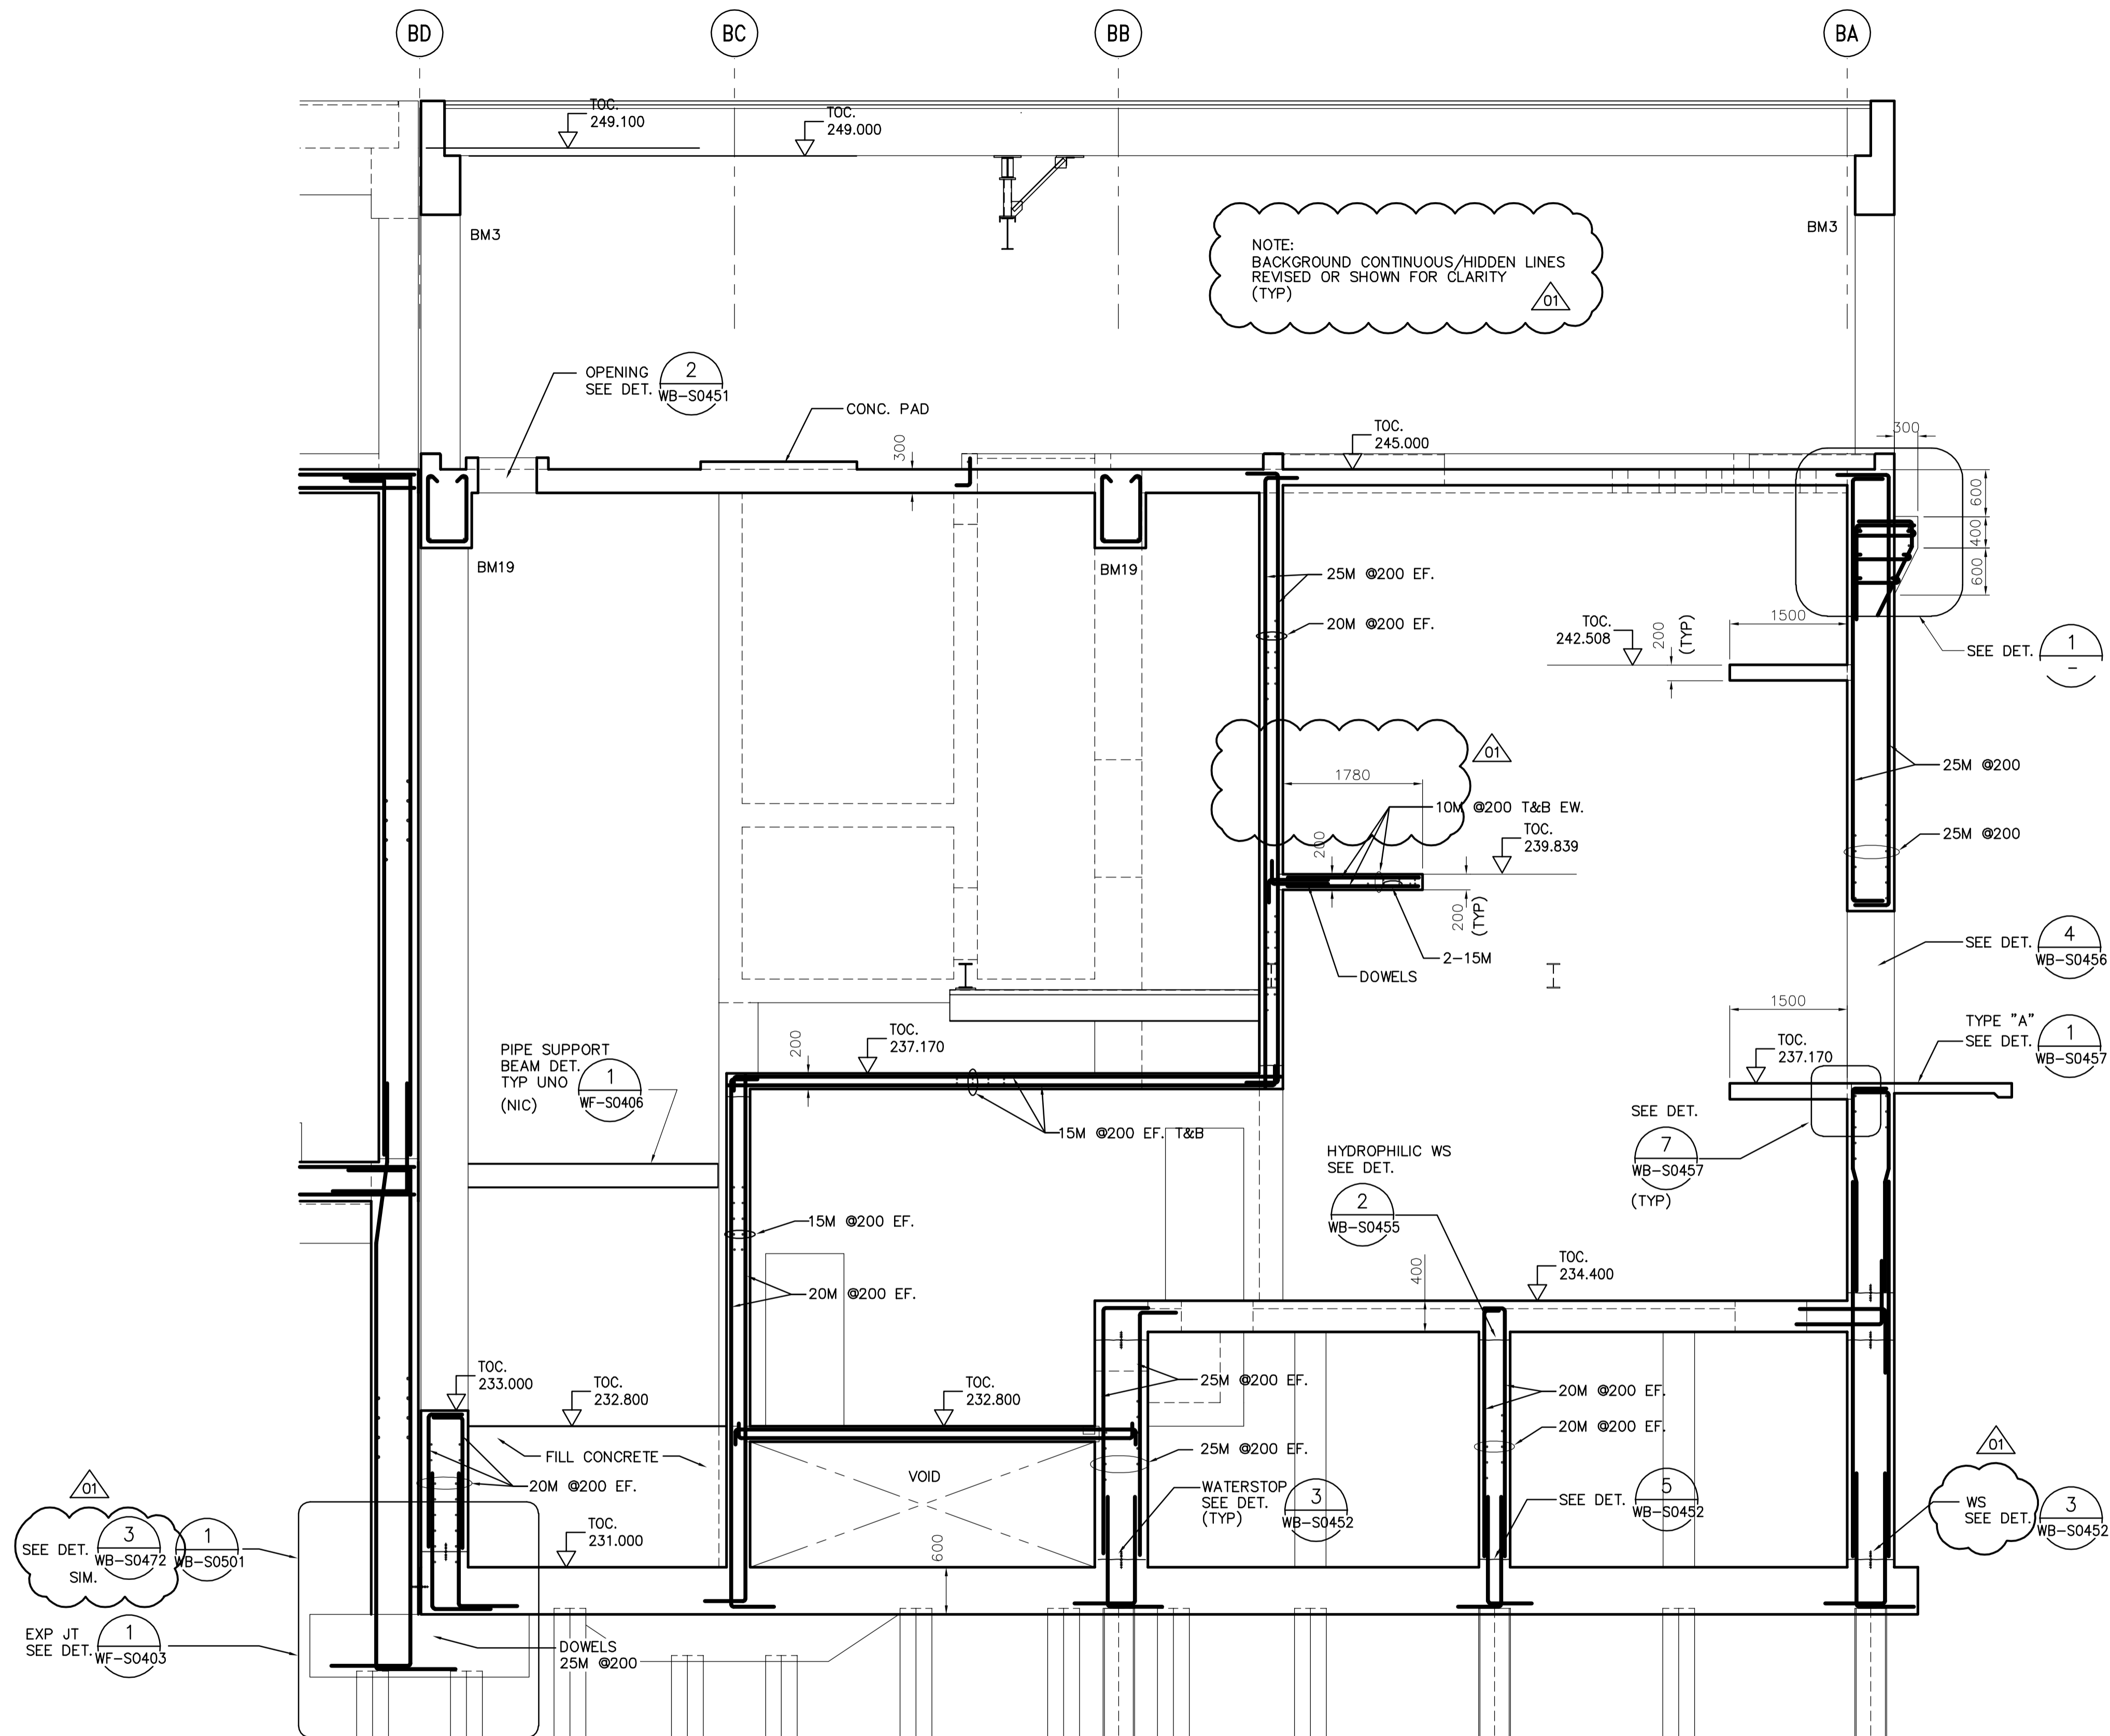 BD
BC
BB
BA
TOC.
249.100
TOC.
249.000
BM3
BM3
NOTE:
BACKGROUND CONTINUOUS/HIDDEN LINES
REVISED OR SHOWN FOR CLARITY
(TYP)
01
OPENING
SEE DET.
2
WB-S0451
CONC. PAD
300
TOC.
245.000
300
600
400
600
BM19
BM19
25M @200 EF.
20M @200 EF.
TOC.
242.508
200
(TYP)
1500
SEE DET.
1
-
01
1780
10M @200 T&B EW.
200
TOC.
239.839
200
(TYP)
2-15M
DOWELS
25M @200
25M @200
SEE DET.
4
WB-S0456
1500
TYPE "A"
SEE DET.
1
WB-S0457
TOC.
237.170
PIPE SUPPORT
BEAM DET.
TYP UNO
(NIC)
1
WF-S0406
200
TOC.
237.170
15M @200 EF. T&B
SEE DET.
7
WB-S0457
(TYP)
HYDROPHILIC WS
SEE DET.
2
WB-S0455
15M @200 EF.
20M @200 EF.
400
TOC.
234.400
TOC.
233.000
TOC.
232.800
TOC.
232.800
25M @200 EF.
20M @200 EF.
20M @200 EF.
25M @200 EF.
FILL CONCRETE
20M @200 EF.
VOID
WATERSTOP
SEE DET.
(TYP)
3
WB-S0452
SEE DET.
5
WB-S0452
01
WS
SEE DET.
3
WB-S0452
01
SEE DET.
3
WB-S0472
SIM.
1
WB-S0501
TOC.
231.000
600
EXP JT
SEE DET.
1
WF-S0403
DOWELS
25M @200